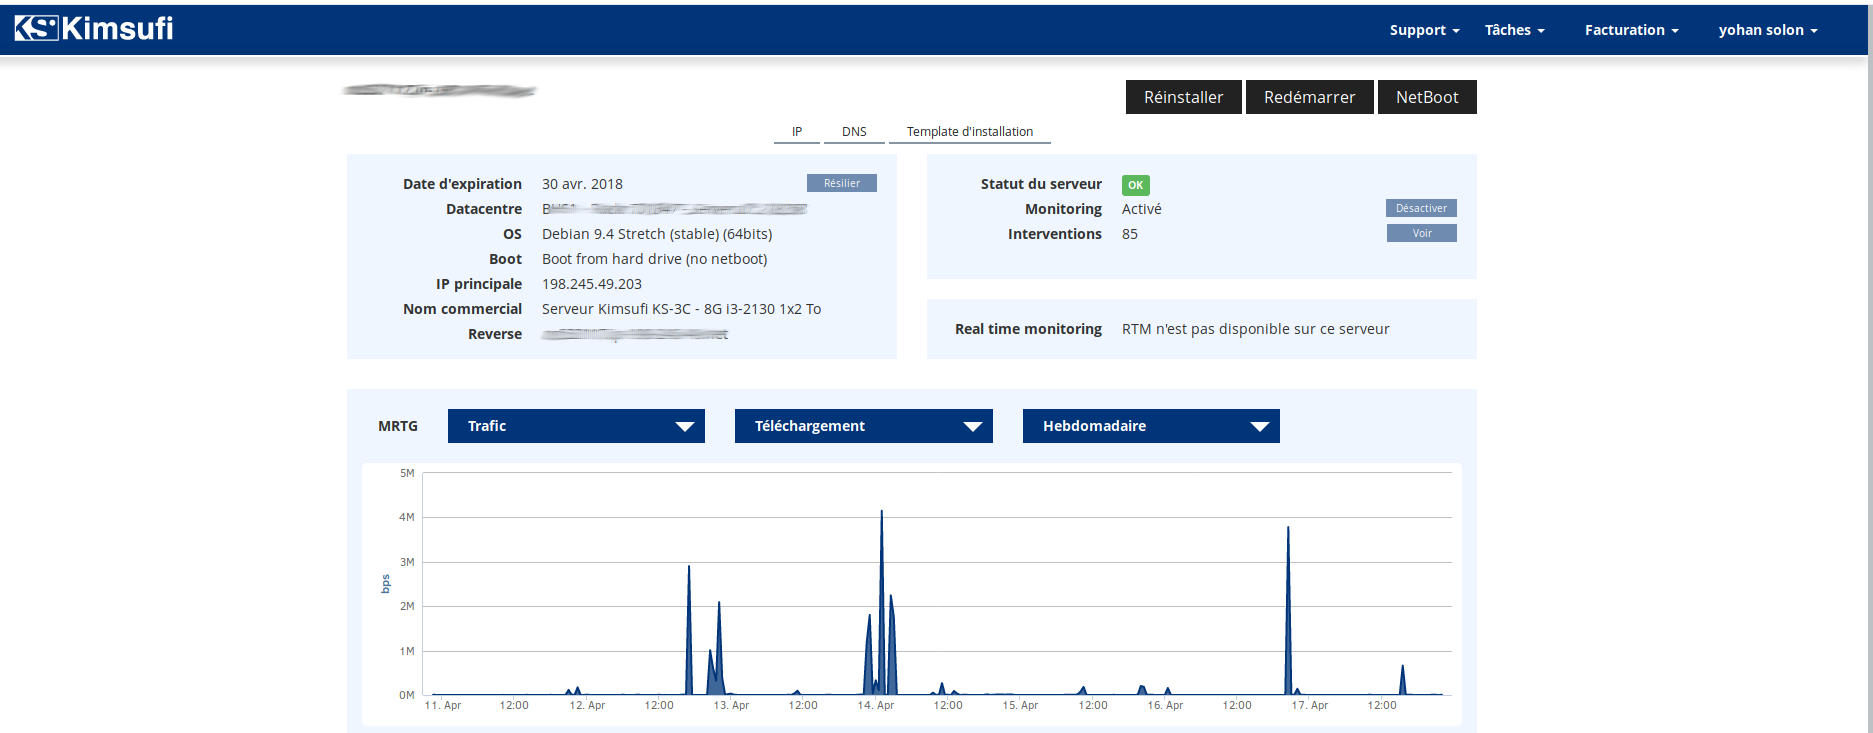 KS Kimsufi
Support Tâches Facturation yohan solon
Réinstaller Redémarrer NetBoot
IP DNS Template d'installation
Date d'expiration 30 avr. 2018 Résilier
Datacentre
OS Debian 9.4 Stretch (stable) (64bits)
Boot Boot from hard drive (no netboot)
IP principale 198.245.49.203
Nom commercial Serveur Kimsufi KS-3C - 8G i3-2130 1x2 To
Reverse
Statut du serveur OK
Monitoring Activé Désactiver
Interventions 85 Voir
Real time monitoring RTM n'est pas disponible sur ce serveur
MRTG Trafic Téléchargement Hebdomadaire
5M
4M
3M
2M
1M
0M
bps
11. Apr 12:00 12. Apr 12:00 13. Apr 12:00 14. Apr 12:00 15. Apr 12:00 16. Apr 12:00 17. Apr 12:00